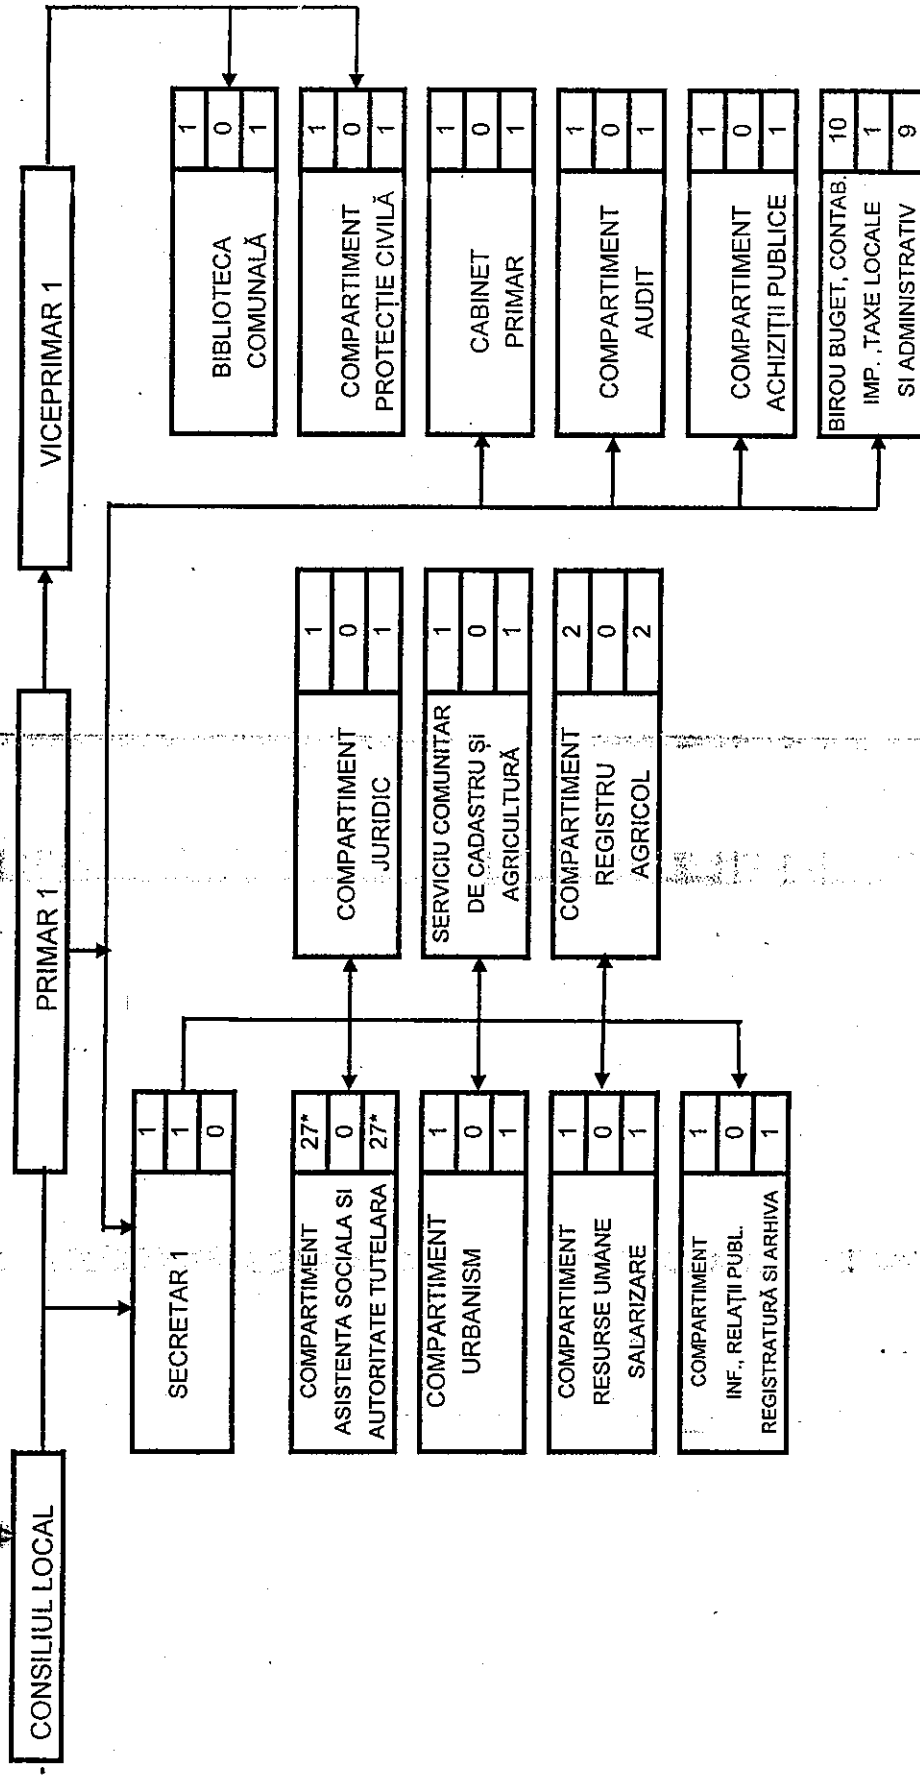 CONSILIUL LOCAL
PRIMAR 1
VICEPRIMAR 1
SECRETAR 1
1
1
0
COMPARTIMENT
ASISTENTA SOCIALA SI
AUTORITATE TUTELARA
27*
0
27*
COMPARTIMENT
URBANISM
1
0
1
COMPARTIMENT
RESURSE UMANE
SALARIZARE
1
0
1
COMPARTIMENT
INF., RELAȚII PUBL.
REGISTRATURĂ SI ARHIVA
1
0
1
COMPARTIMENT
JURIDIC
1
0
1
SERVICIU COMUNITAR
DE CADASTRU ȘI
AGRICULTURĂ
1
0
1
COMPARTIMENT
REGISTRU
AGRICOL
2
0
2
BIBLIOTECA
COMUNALĂ
1
0
1
COMPARTIMENT
PROTECȚIE CIVILĂ
1
0
1
CABINET
PRIMAR
1
0
1
COMPARTIMENT
AUDIT
1
0
1
COMPARTIMENT
ACHIZIȚII PUBLICE
1
0
1
BIROU BUGET, CONTAB.
IMP. ,TAXE LOCALE
SI ADMINISTRATIV
10
1
9